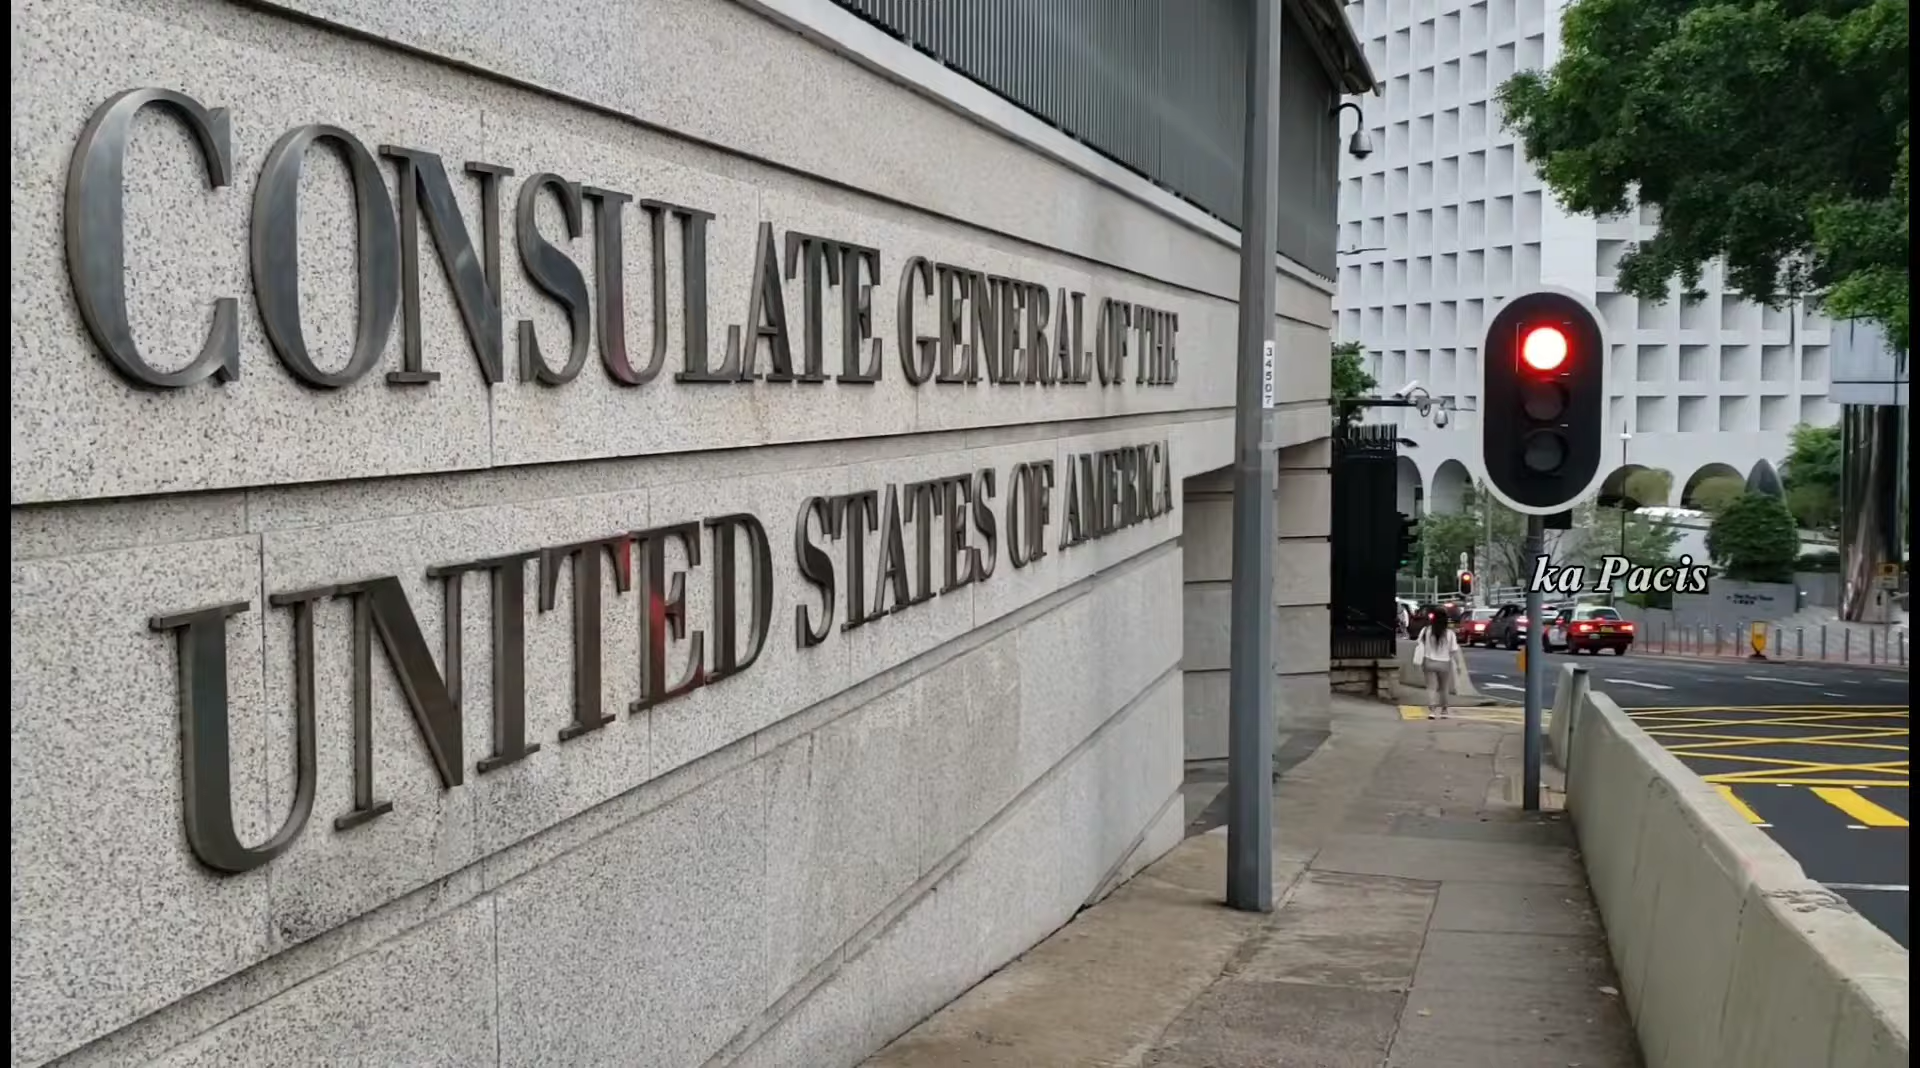 CONSULATE GENERAL OF THE
UNITED STATES OF AMERICA
34507
ka Pacis